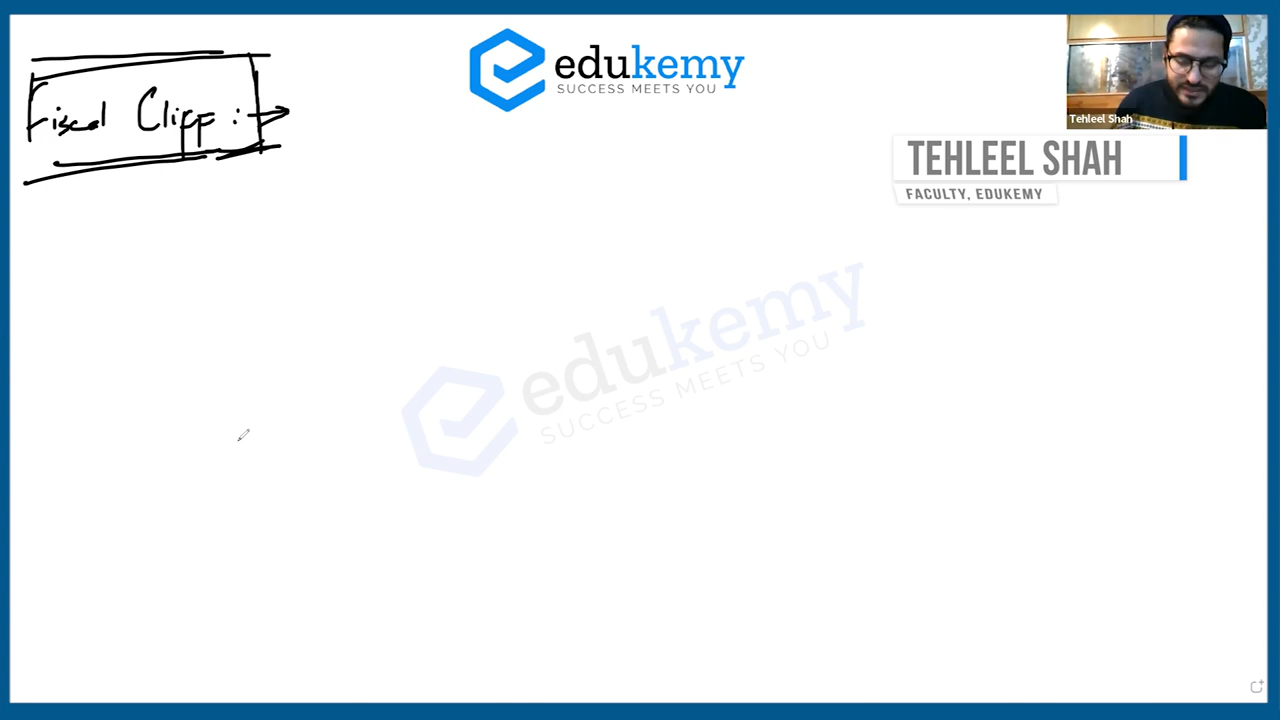 Fiscal Cliff :→
edukemy
SUCCESS MEETS YOU
Tehleel Shah
TEHLEEL SHAH
FACULTY, EDUKEMY
edukemy
SUCCESS MEETS YOU